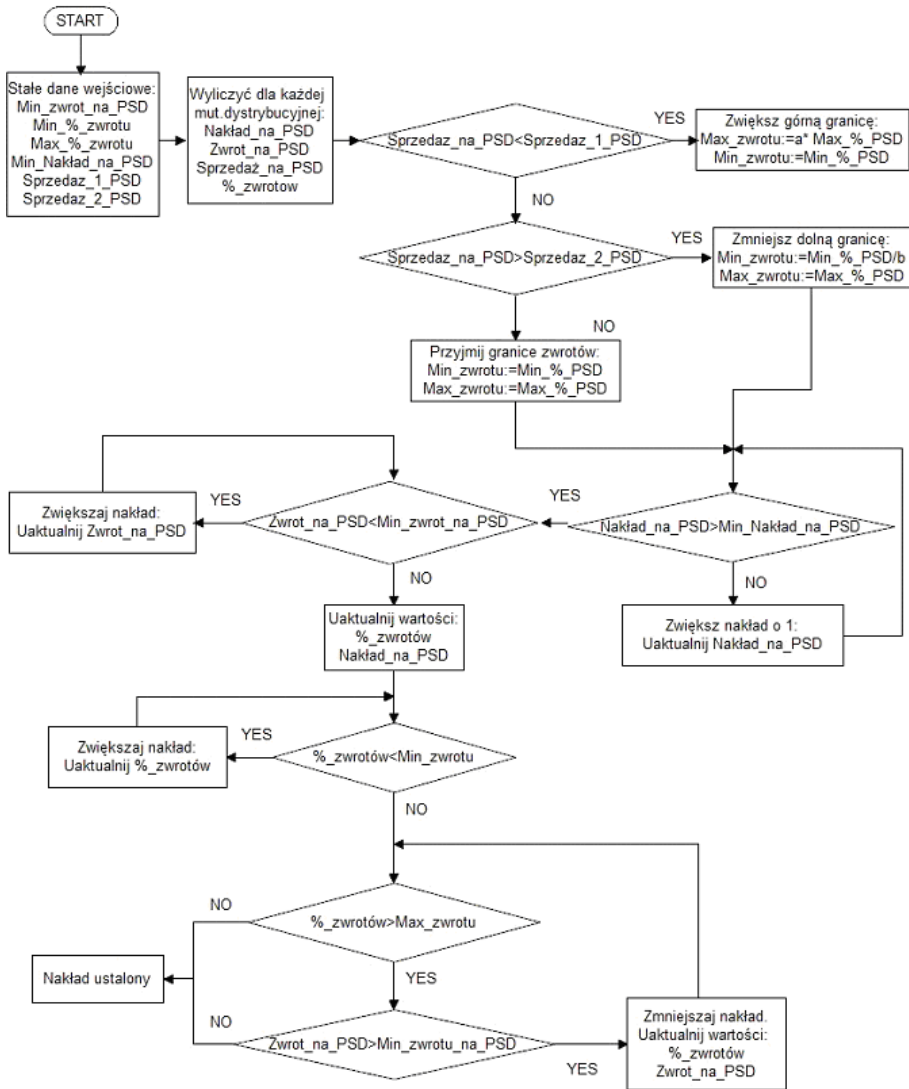 START
Stałe dane wejściowe:
Min_zwrot_na_PSD
Min_%_zwrotu
Max_%_zwrotu
Min_Nakład_na_PSD
Sprzedaz_1_PSD
Sprzedaz_2_PSD
Wyliczyć dla każdej
mut.dystrybucyjnej:
Nakład_na_PSD
Zwrot_na_PSD
Sprzedaż_na_PSD
%_zwrotow
Sprzedaz_na_PSD<Sprzedaz_1_PSD
YES
Zwiększ górną granicę:
Max_zwrotu:=a* Max_%_PSD
Min_zwrotu:=Min_%_PSD
NO
Sprzedaz_na_PSD>Sprzedaz_2_PSD
YES
Zmniejsz dolną granicę:
Min_zwrotu:=Min_%_PSD/b
Max_zwrotu:=Max_%_PSD
NO
Przyjmij granice zwrotów:
Min_zwrotu:=Min_%_PSD
Max_zwrotu:=Max_%_PSD
Zwiększaj nakład:
Uaktualnij Zwrot_na_PSD
YES
Zwrot_na_PSD<Min_zwrot_na_PSD
YES
Nakład_na_PSD>Min_Nakład_na_PSD
NO
NO
Uaktualnij wartości:
%_zwrotów
Nakład_na_PSD
Zwiększ nakład o 1:
Uaktualnij Nakład_na_PSD
Zwiększaj nakład:
Uaktualnij %_zwrotów
YES
%_zwrotów<Min_zwrotu
NO
NO
%_zwrotów>Max_zwrotu
Nakład ustalony
YES
NO
Zwrot_na_PSD>Min_zwrotu_na_PSD
YES
Zmniejszaj nakład.
Uaktualnij wartości:
%_zwrotów
Zwrot_na_PSD